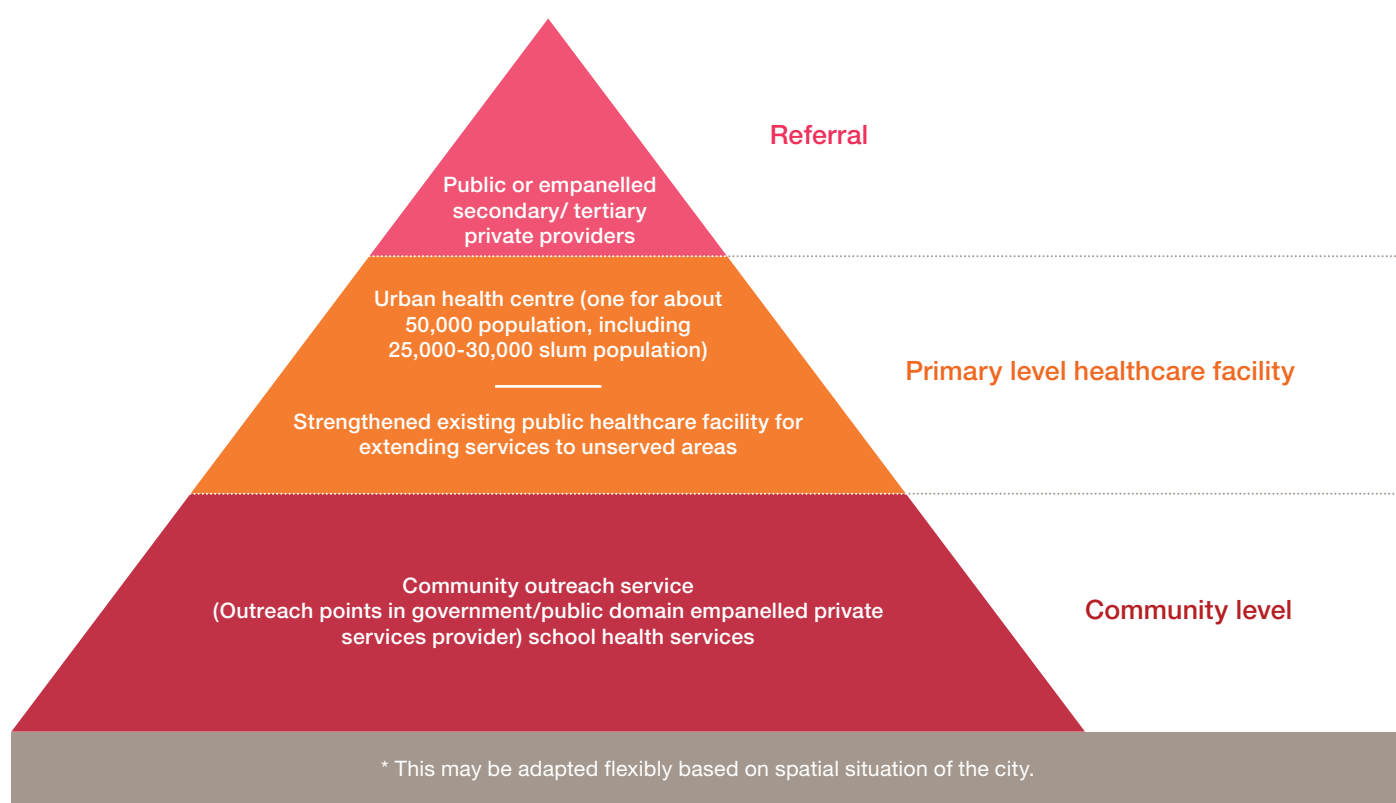 Referral
Public or empanelled
secondary/ tertiary
private providers
Urban health centre (one for about
50,000 population, including
25,000-30,000 slum population)
Primary level healthcare facility
Strengthened existing public healthcare facility for
extending services to unserved areas
Community outreach service
(Outreach points in government/public domain empanelled private
services provider) school health services
Community level
* This may be adapted flexibly based on spatial situation of the city.